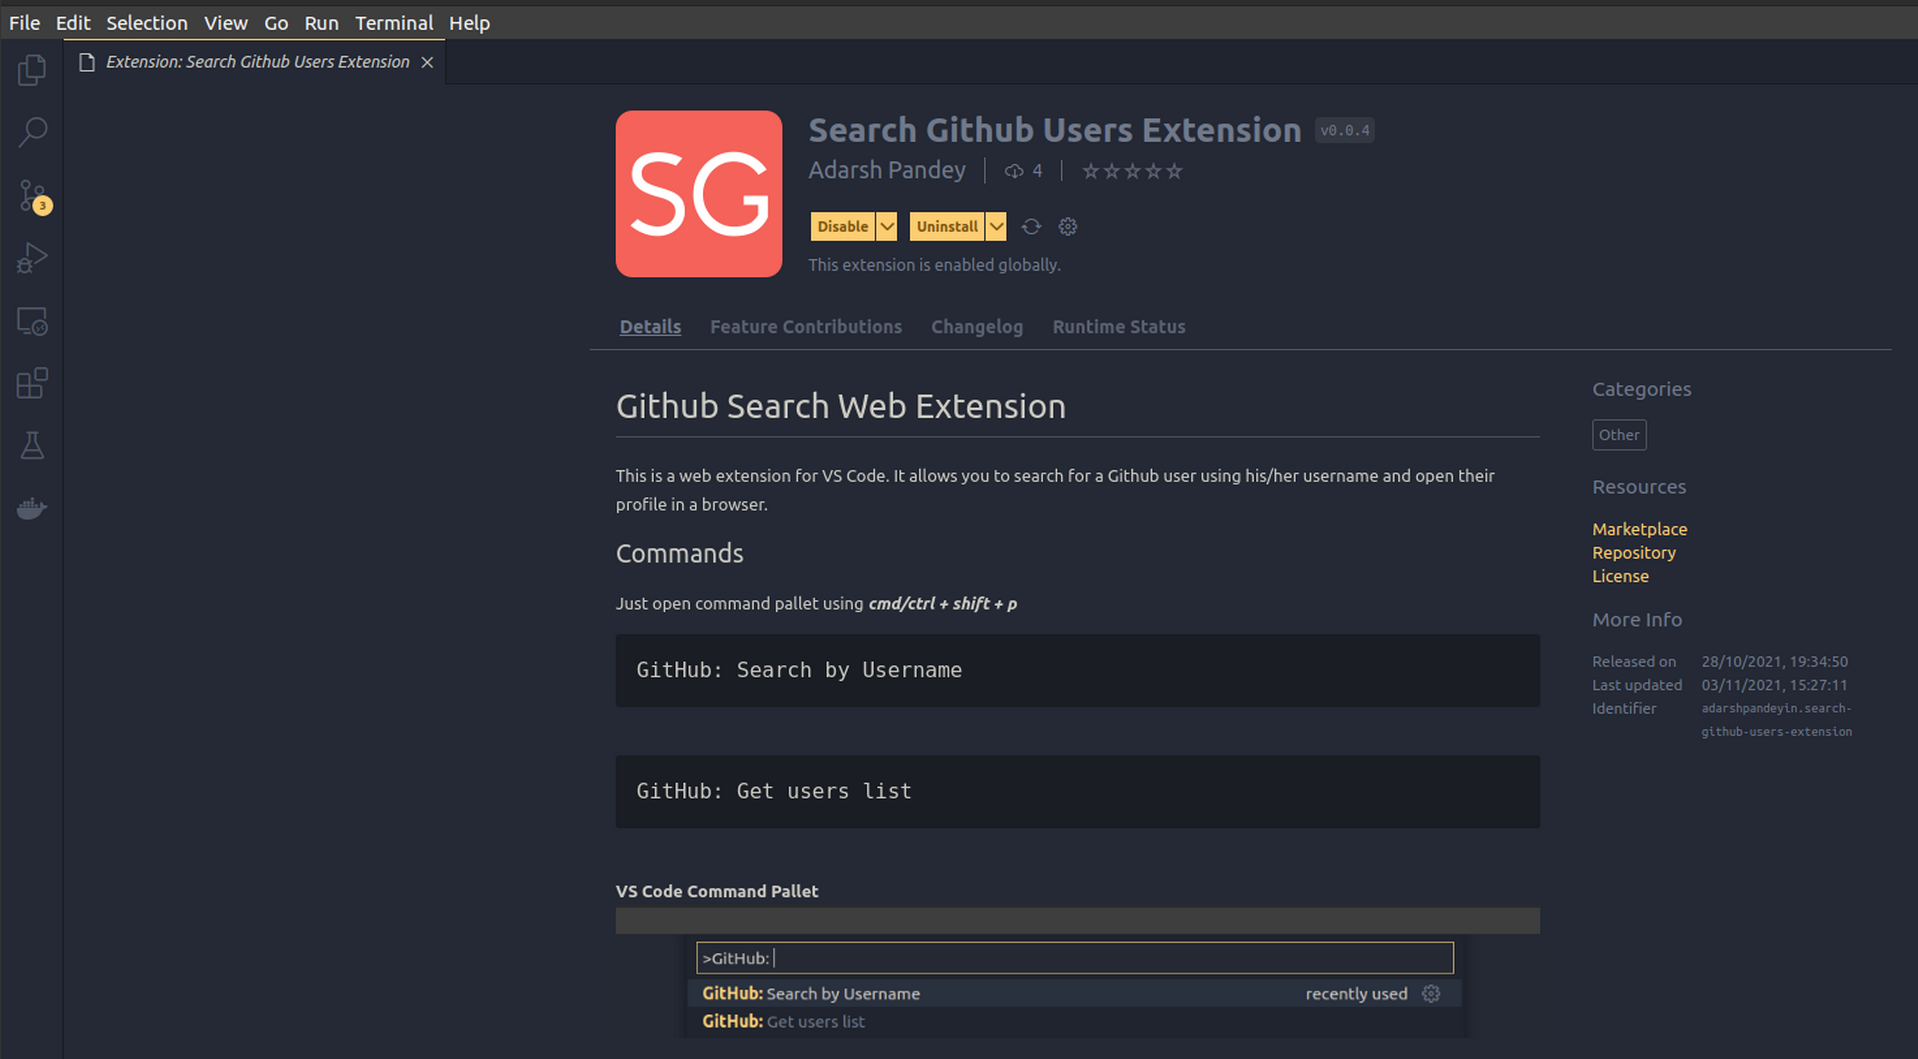 File Edit Selection View Go Run Terminal Help
Extension: Search Github Users Extension
3
SG
Search Github Users Extension v0.0.4
Adarsh Pandey 4
Disable Uninstall
This extension is enabled globally.
Details Feature Contributions Changelog Runtime Status
Github Search Web Extension
This is a web extension for VS Code. It allows you to search for a Github user using his/her username and open their
profile in a browser.
Commands
Just open command pallet using cmd/ctrl + shift + p
GitHub: Search by Username
GitHub: Get users list
VS Code Command Pallet
>GitHub:
GitHub: Search by Username recently used
GitHub: Get users list
Categories
Other
Resources
Marketplace
Repository
License
More Info
Released on 28/10/2021, 19:34:50
Last updated 03/11/2021, 15:27:11
Identifier adarshpandeyin.search-
github-users-extension